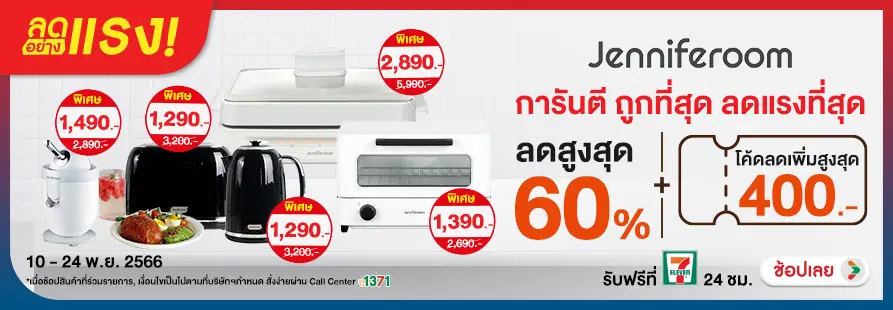 ลด
อย่าง
แรง!
Jenniferoom
การันตี ถูกที่สุด ลดแรงที่สุด
ลดสูงสุด
60%
+
โค้ดลดเพิ่มสูงสุด
400.-
พิเศษ
2,890.-
5,990.-
พิเศษ
1,490.-
2,890.-
พิเศษ
1,290.-
3,200.-
Jenniferoom
พิเศษ
1,290.-
3,200.-
Jenniferoom
พิเศษ
1,390.-
2,690.-
10 – 24 พ.ย. 2566
*เมื่อช้อปสินค้าที่ร่วมรายการ, เงื่อนไขเป็นไปตามที่บริษัทฯกำหนด สั่งง่ายผ่าน Call Center 1371
รับฟรีที่ 7 ELEVEN 24 ชม.
ช้อปเลย